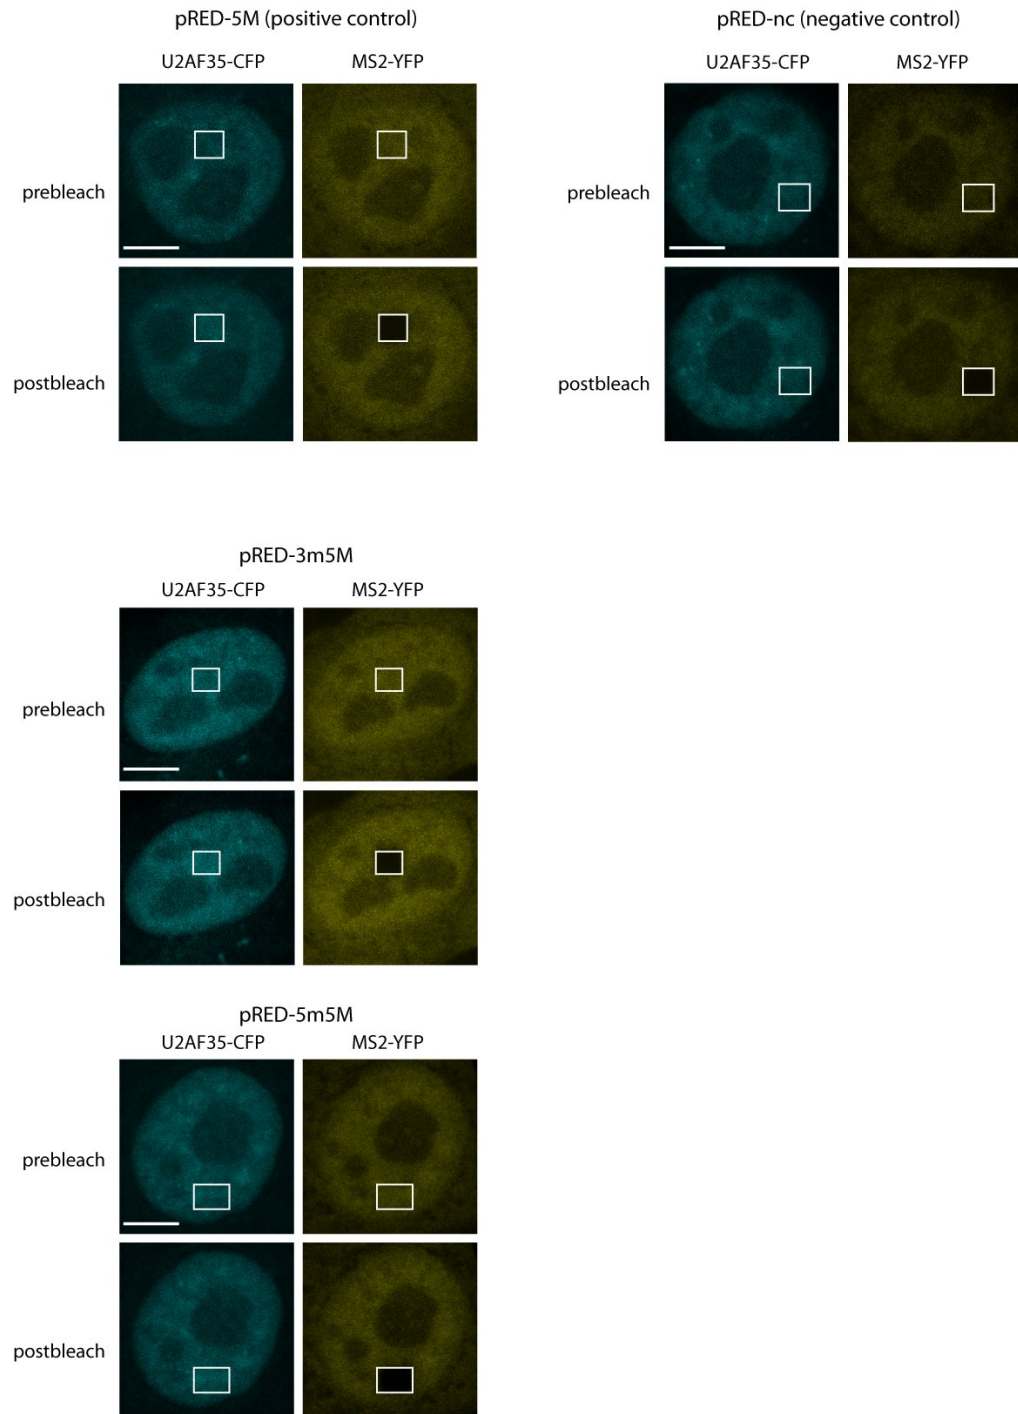 pRED-5M (positive control)
U2AF35-CFP MS2-YFP
prebleach
postbleach
pRED-nc (negative control)
U2AF35-CFP MS2-YFP
prebleach
postbleach
pRED-3m5M
U2AF35-CFP MS2-YFP
prebleach
postbleach
pRED-5m5M
U2AF35-CFP MS2-YFP
prebleach
postbleach